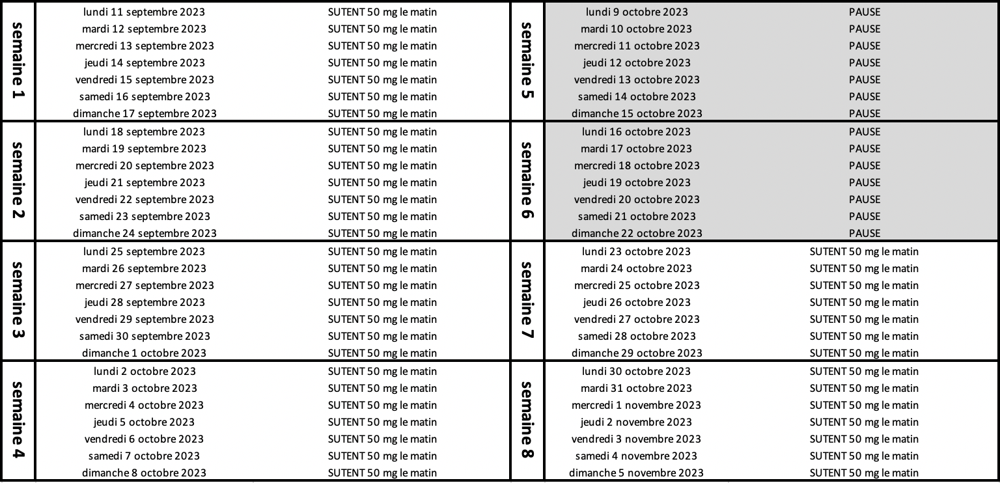 semaine 1
lundi 11 septembre 2023 SUTENT 50 mg le matin
mardi 12 septembre 2023 SUTENT 50 mg le matin
mercredi 13 septembre 2023 SUTENT 50 mg le matin
jeudi 14 septembre 2023 SUTENT 50 mg le matin
vendredi 15 septembre 2023 SUTENT 50 mg le matin
samedi 16 septembre 2023 SUTENT 50 mg le matin
dimanche 17 septembre 2023 SUTENT 50 mg le matin
semaine 2
lundi 18 septembre 2023 SUTENT 50 mg le matin
mardi 19 septembre 2023 SUTENT 50 mg le matin
mercredi 20 septembre 2023 SUTENT 50 mg le matin
jeudi 21 septembre 2023 SUTENT 50 mg le matin
vendredi 22 septembre 2023 SUTENT 50 mg le matin
samedi 23 septembre 2023 SUTENT 50 mg le matin
dimanche 24 septembre 2023 SUTENT 50 mg le matin
semaine 3
lundi 25 septembre 2023 SUTENT 50 mg le matin
mardi 26 septembre 2023 SUTENT 50 mg le matin
mercredi 27 septembre 2023 SUTENT 50 mg le matin
jeudi 28 septembre 2023 SUTENT 50 mg le matin
vendredi 29 septembre 2023 SUTENT 50 mg le matin
samedi 30 septembre 2023 SUTENT 50 mg le matin
dimanche 1 octobre 2023 SUTENT 50 mg le matin
semaine 4
lundi 2 octobre 2023 SUTENT 50 mg le matin
mardi 3 octobre 2023 SUTENT 50 mg le matin
mercredi 4 octobre 2023 SUTENT 50 mg le matin
jeudi 5 octobre 2023 SUTENT 50 mg le matin
vendredi 6 octobre 2023 SUTENT 50 mg le matin
samedi 7 octobre 2023 SUTENT 50 mg le matin
dimanche 8 octobre 2023 SUTENT 50 mg le matin
semaine 5
lundi 9 octobre 2023 PAUSE
mardi 10 octobre 2023 PAUSE
mercredi 11 octobre 2023 PAUSE
jeudi 12 octobre 2023 PAUSE
vendredi 13 octobre 2023 PAUSE
samedi 14 octobre 2023 PAUSE
dimanche 15 octobre 2023 PAUSE
semaine 6
lundi 16 octobre 2023 PAUSE
mardi 17 octobre 2023 PAUSE
mercredi 18 octobre 2023 PAUSE
jeudi 19 octobre 2023 PAUSE
vendredi 20 octobre 2023 PAUSE
samedi 21 octobre 2023 PAUSE
dimanche 22 octobre 2023 PAUSE
semaine 7
lundi 23 octobre 2023 SUTENT 50 mg le matin
mardi 24 octobre 2023 SUTENT 50 mg le matin
mercredi 25 octobre 2023 SUTENT 50 mg le matin
jeudi 26 octobre 2023 SUTENT 50 mg le matin
vendredi 27 octobre 2023 SUTENT 50 mg le matin
samedi 28 octobre 2023 SUTENT 50 mg le matin
dimanche 29 octobre 2023 SUTENT 50 mg le matin
semaine 8
lundi 30 octobre 2023 SUTENT 50 mg le matin
mardi 31 octobre 2023 SUTENT 50 mg le matin
mercredi 1 novembre 2023 SUTENT 50 mg le matin
jeudi 2 novembre 2023 SUTENT 50 mg le matin
vendredi 3 novembre 2023 SUTENT 50 mg le matin
samedi 4 novembre 2023 SUTENT 50 mg le matin
dimanche 5 novembre 2023 SUTENT 50 mg le matin